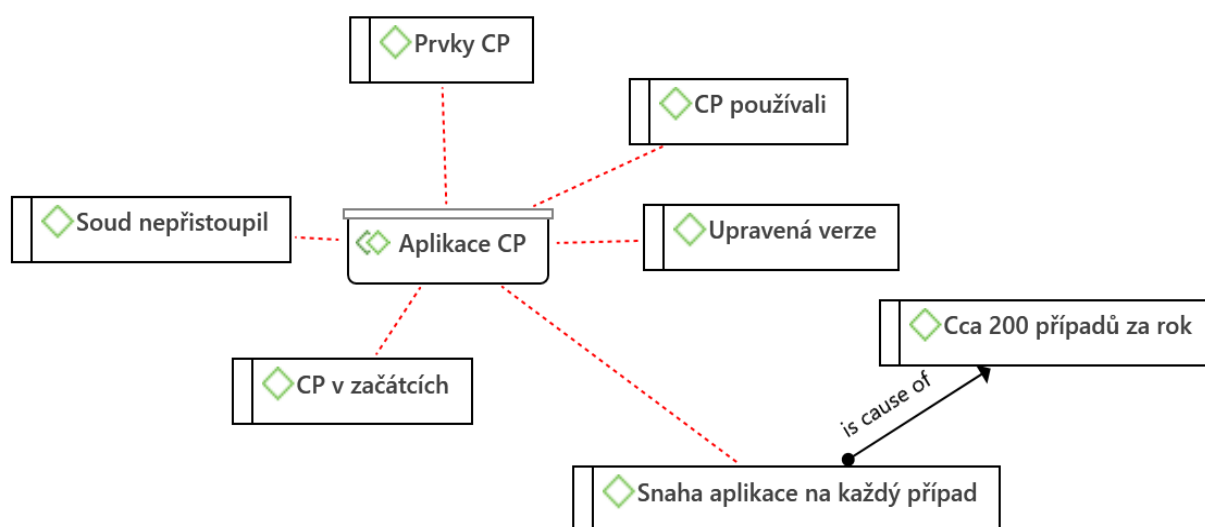 Prvky CP
CP používali
Soud nepřistoupil
Aplikace CP
Upravená verze
Cca 200 případů za rok
CP v začátcích
is cause of
Snaha aplikace na každý případ